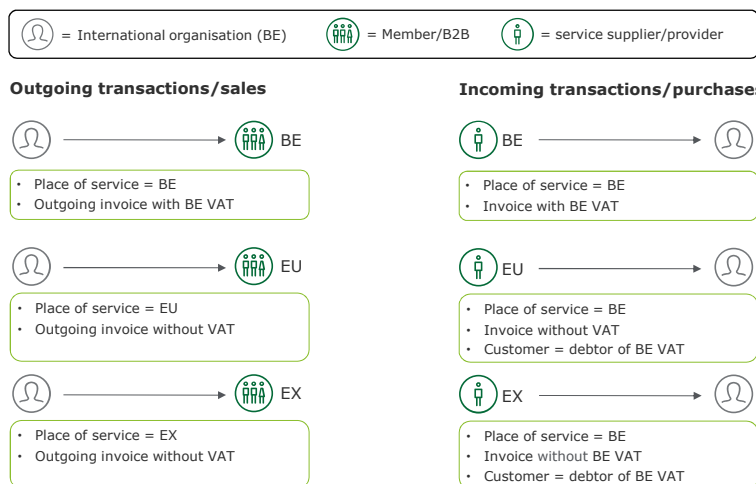 = International organisation (BE)
= Member/B2B
= service supplier/provider
Outgoing transactions/sales
BE
• Place of service = BE
• Outgoing invoice with BE VAT
EU
• Place of service = EU
• Outgoing invoice without VAT
EX
• Place of service = EX
• Outgoing invoice without VAT
Incoming transactions/purchases
BE
• Place of service = BE
• Invoice with BE VAT
EU
• Place of service = BE
• Invoice without VAT
• Customer = debtor of BE VAT
EX
• Place of service = BE
• Invoice without BE VAT
• Customer = debtor of BE VAT